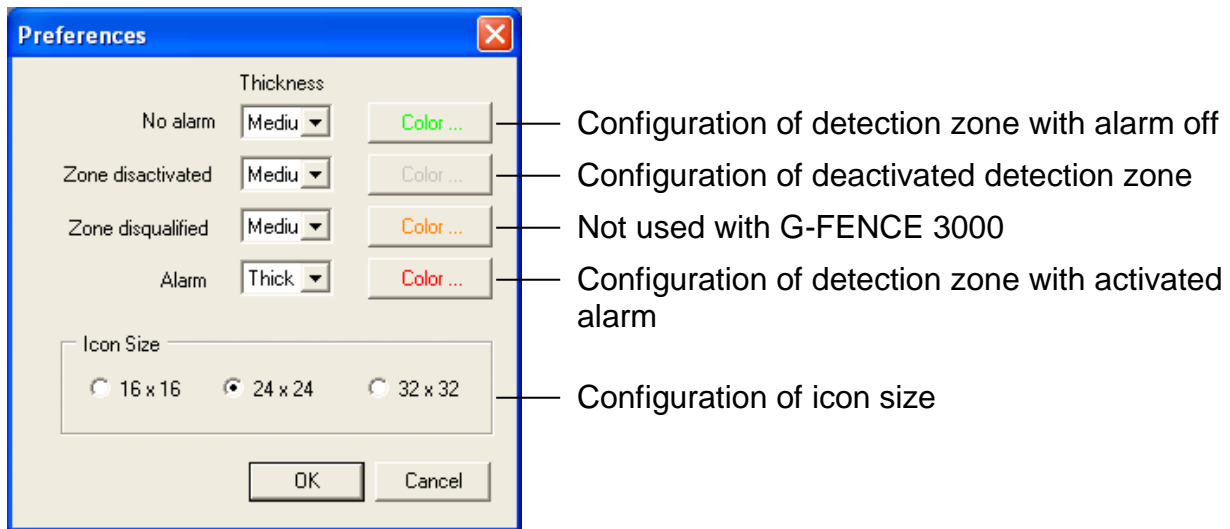 Preferences
Thickness
No alarm Mediu Color ... Configuration of detection zone with alarm off
Zone disactivated Mediu Color ... Configuration of deactivated detection zone
Zone disqualified Mediu Color ... Not used with G-FENCE 3000
Alarm Thick Color ... Configuration of detection zone with activated
alarm
Icon Size
16 x 16 24 x 24 32 x 32 Configuration of icon size
OK Cancel